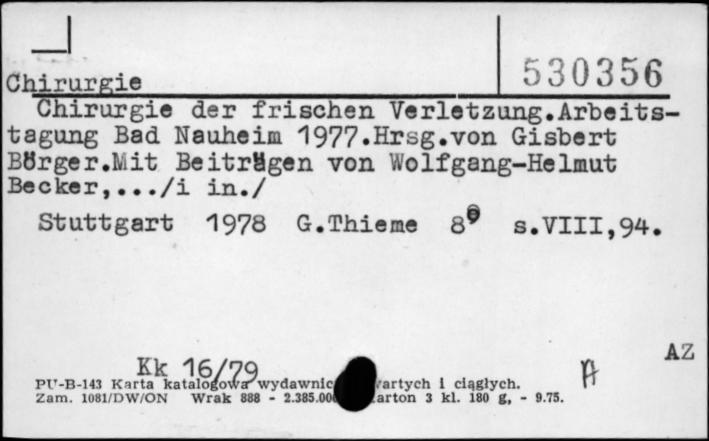 530356
Chirurgie
Chirurgie der frischen Verletzung.Arbeits-
tagung Bad Nauheim 1977.Hrsg.von Gisbert
Bürger.Mit Beiträgen von Wolfgang-Helmut
Becker,.../i in./
Stuttgart 1978 G.Thieme 8° s.VIII,94.
AZ
Kk 16/79
PU-B-143 Karta katalogowa wydawnic artych i ciągłych.
Zam. 1081/DW/ON Wrak 888 - 2.385.00 arton 3 kl. 180 g, - 9.75.